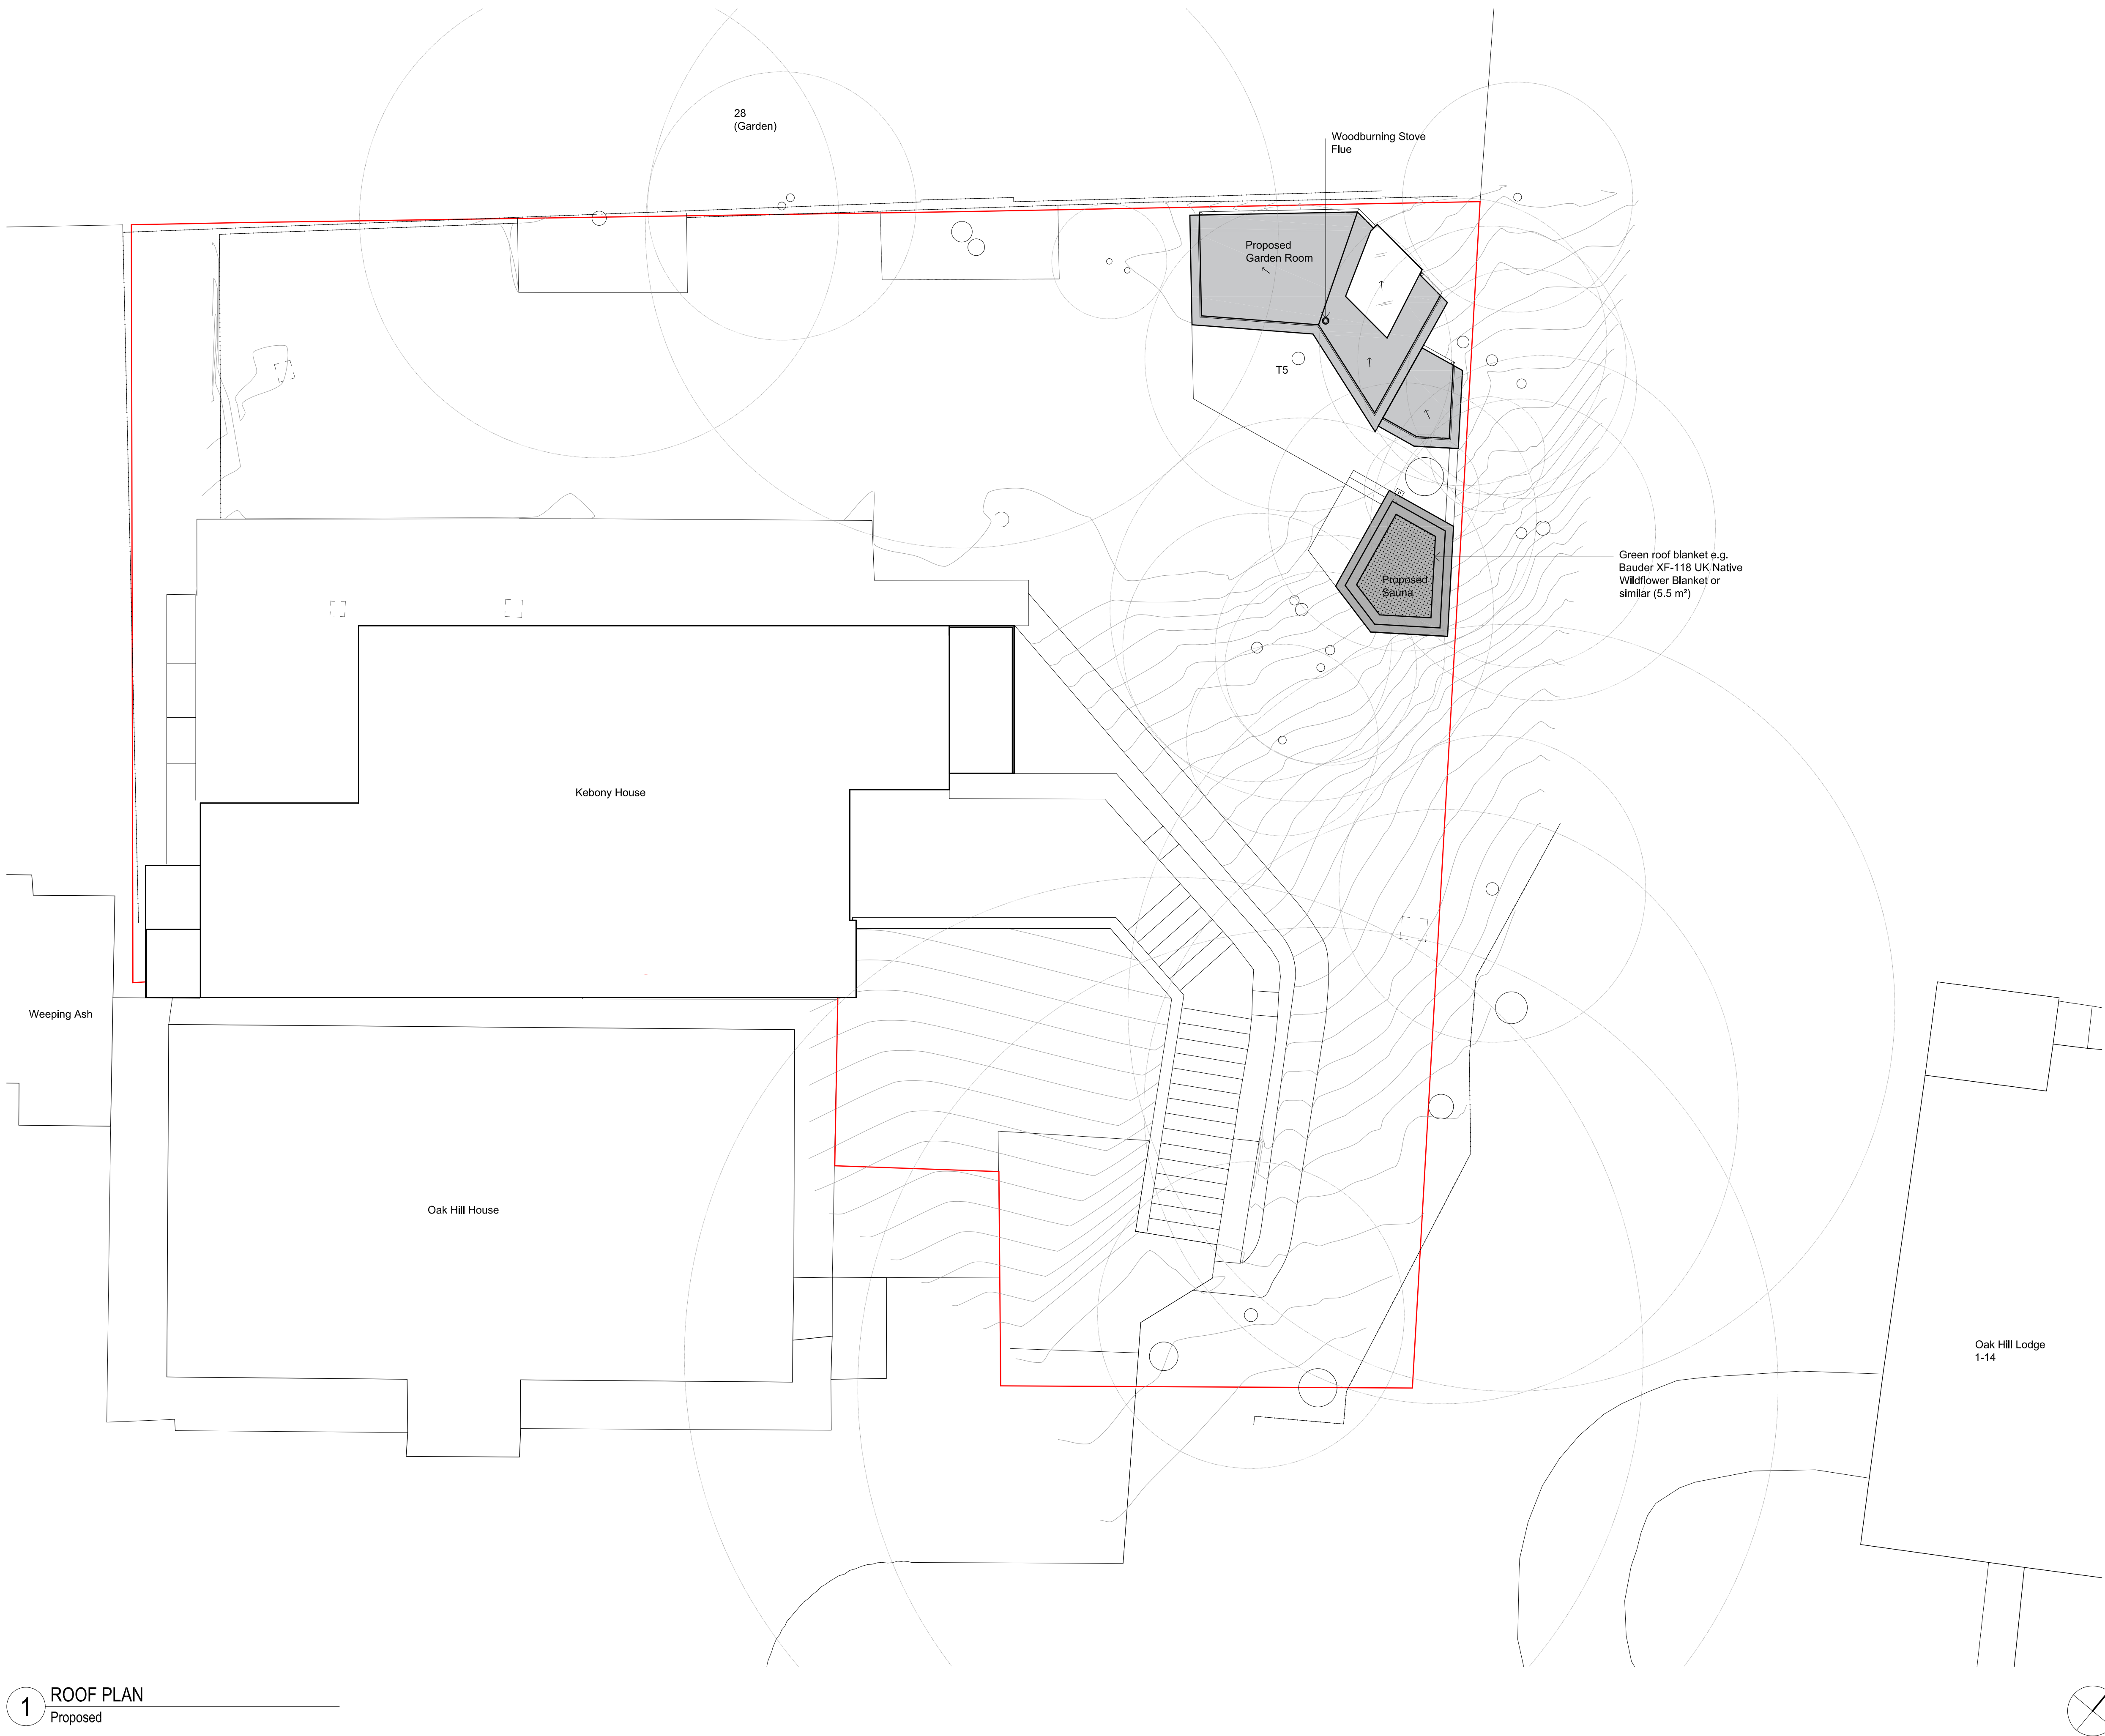 28
(Garden)
Woodburning Stove
Flue
Proposed
Garden Room
T5
Green roof blanket e.g.
Bauder XF-118 UK Native
Wildflower Blanket or
similar (5.5 m²)
Proposed
Sauna
Kebony House
Weeping Ash
Oak Hill House
Oak Hill Lodge
1-14
1
ROOF PLAN
Proposed